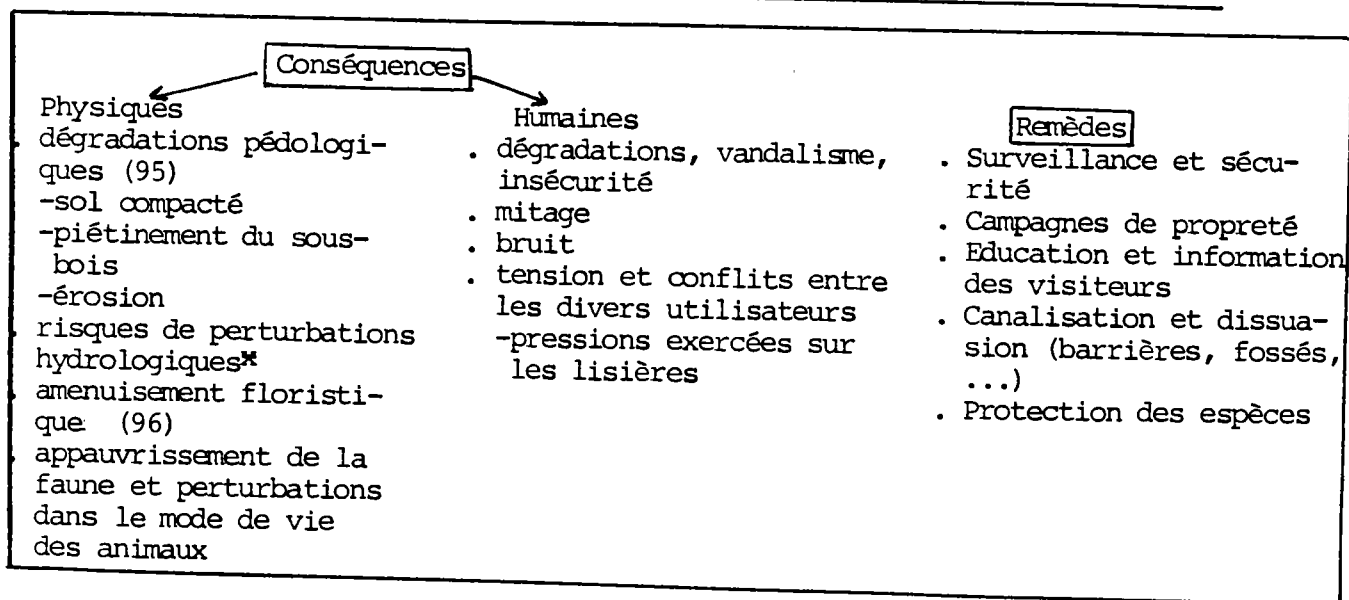 Conséquences
Physiques
. dégradations pédologi-
ques (95)
-sol compacté
-piétinement du sous-
bois
-érosion
. risques de perturbations
hydrologiques*
. amenuisement floristi-
que (96)
. appauvrissement de la
faune et perturbations
dans le mode de vie
des animaux
Humaines
. dégradations, vandalisme,
insécurité
. mitage
. bruit
. tension et conflits entre
les divers utilisateurs
-pressions exercées sur
les lisières
Remèdes
. Surveillance et sécu-
rité
. Campagnes de propreté
. Education et information
des visiteurs
. Canalisation et dissua-
sion (barrières, fossés,
...)
. Protection des espèces